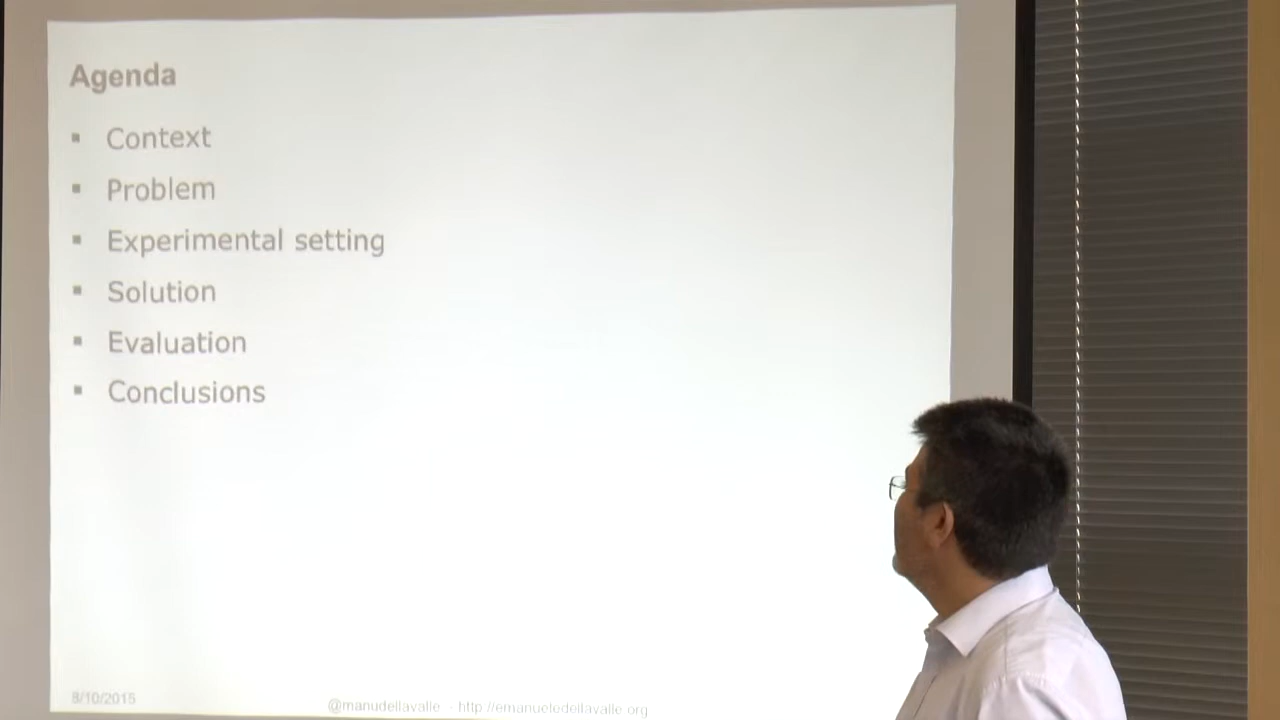 Agenda
▪ Context
▪ Problem
▪ Experimental setting
▪ Solution
▪ Evaluation
▪ Conclusions
8/10/2015
@manudellavalle - http://emanueledellavalle.org